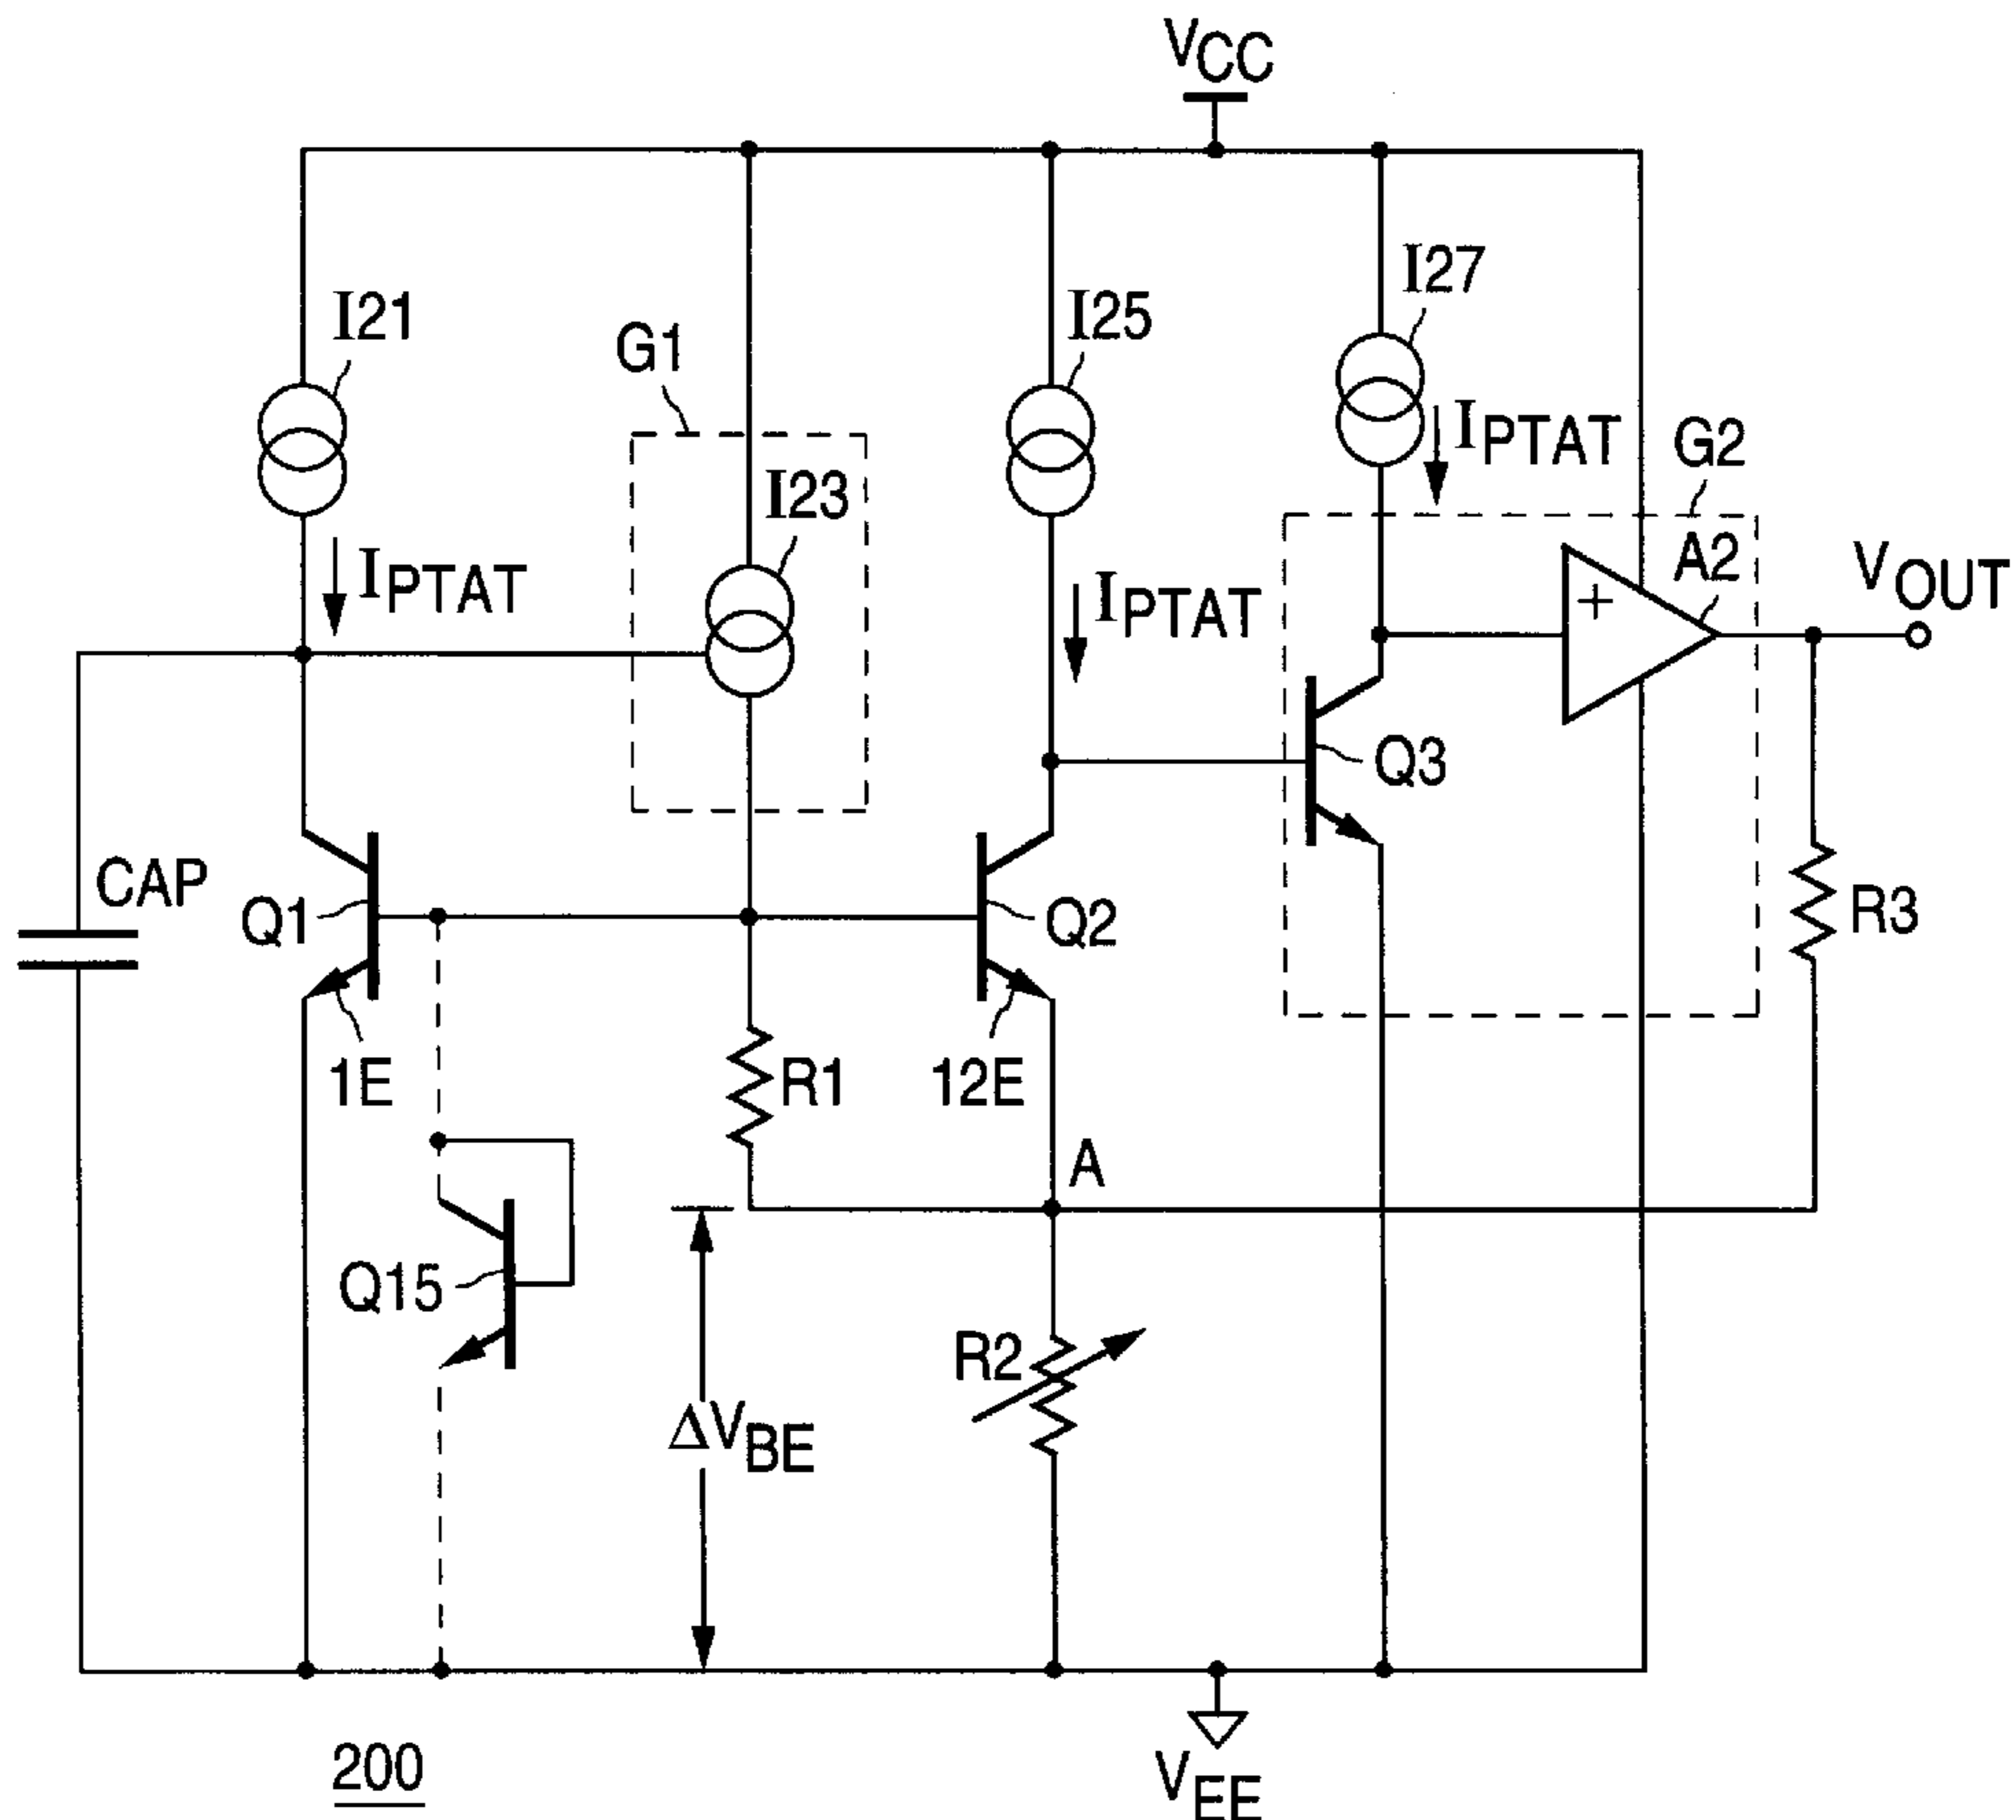 VCC
I21
G1
I25
I27
IPTAT
G2
I23
A2
VOUT
IPTAT
IPTAT
+
Q3
CAP
Q1
Q2
R3
1E
R1
12E
A
Q15
R2
ΔVBE
200
VEE